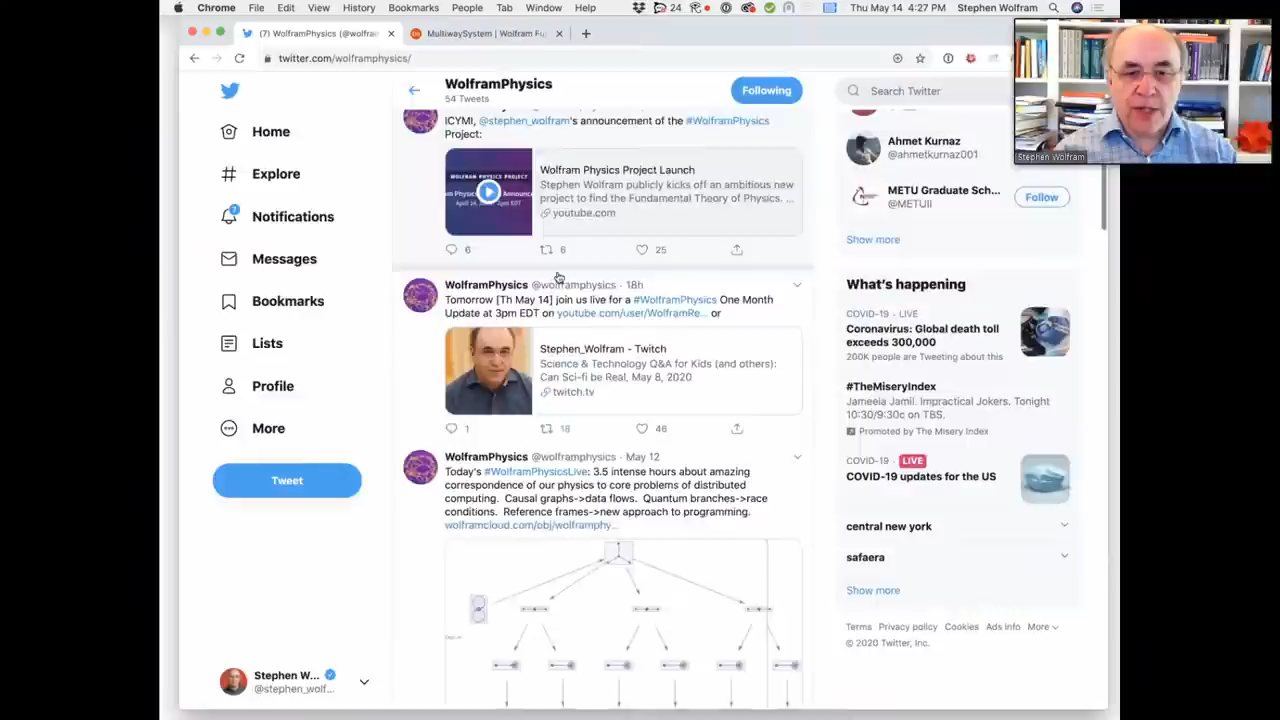 Chrome File Edit View History Bookmarks People Tab Window Help
24
Thu May 14 4:27 PM Stephen Wolfram
(7) WolframPhysics (@wolfra
MultiwaySystem | Wolfram Fu
twitter.com/wolframphysics/
WolframPhysics
54 Tweets
Following
Search Twitter
Stephen Wolfram
Home
Explore
7
Notifications
Messages
Bookmarks
Lists
Profile
More
Tweet
Stephen W...
@stephen_wolf...
ICYMI, @stephen_wolfram's announcement of the #WolframPhysics
Project:
WOLFRAM PHYSICS PROJECT
Wolfram Physics Project Launch
Stephen Wolfram publicly kicks off an ambitious new
project to find the Fundamental Theory of Physics. ...
youtube.com
6 6 25
WolframPhysics @wolframphysics · 18h
Tomorrow [Th May 14] join us live for a #WolframPhysics One Month
Update at 3pm EDT on youtube.com/user/WolframRe... or
Stephen_Wolfram - Twitch
Science & Technology Q&A for Kids (and others):
Can Sci-fi be Real, May 8, 2020
twitch.tv
1 18 46
WolframPhysics @wolframphysics · May 12
Today's #WolframPhysicsLive: 3.5 intense hours about amazing
correspondence of our physics to core problems of distributed
computing. Causal graphs->data flows. Quantum branches->race
conditions. Reference frames->new approach to programming.
wolframcloud.com/obj/wolframphy...
Ahmet Kurnaz
@ahmetkurnaz001
METU Graduate Sch...
@METUII
Follow
Show more
What's happening
COVID-19 · LIVE
Coronavirus: Global death toll
exceeds 300,000
200K people are Tweeting about this
#TheMiseryIndex
Jameela Jamil. Impractical Jokers. Tonight
10:30/9:30c on TBS.
Promoted by The Misery Index
COVID-19 · LIVE
COVID-19 updates for the US
central new york
safaera
Show more
Terms Privacy policy Cookies Ads info More
© 2020 Twitter, Inc.